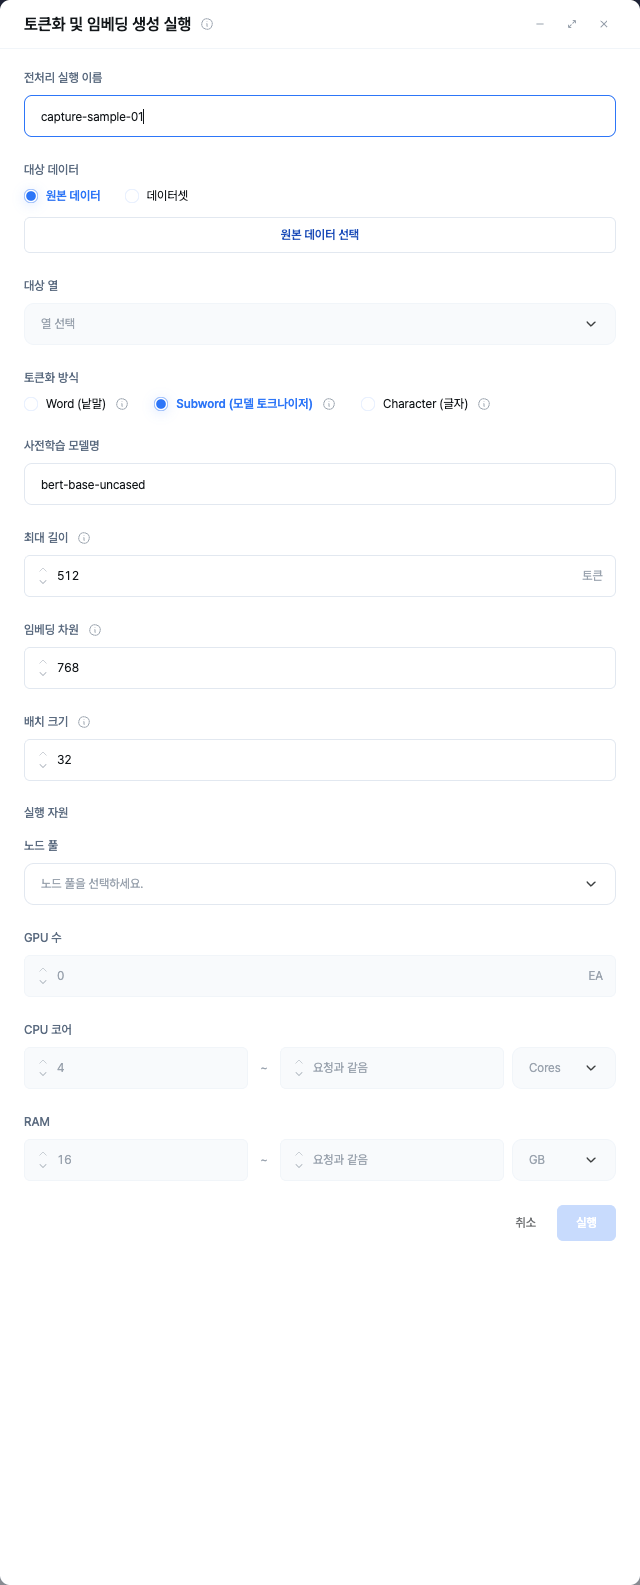 토큰화 및 임베딩 생성 실행
전처리 실행 이름
capture-sample-01
대상 데이터
원본 데이터 데이터셋
원본 데이터 선택
대상 열
열 선택
토큰화 방식
Word (낱말) Subword (모델 토크나이저) Character (글자)
사전학습 모델명
bert-base-uncased
최대 길이
512 토큰
임베딩 차원
768
배치 크기
32
실행 자원
노드 풀
노드 풀을 선택하세요.
GPU 수
0 EA
CPU 코어
4 ~ 요청과 같음 Cores
RAM
16 ~ 요청과 같음 GB
취소 실행